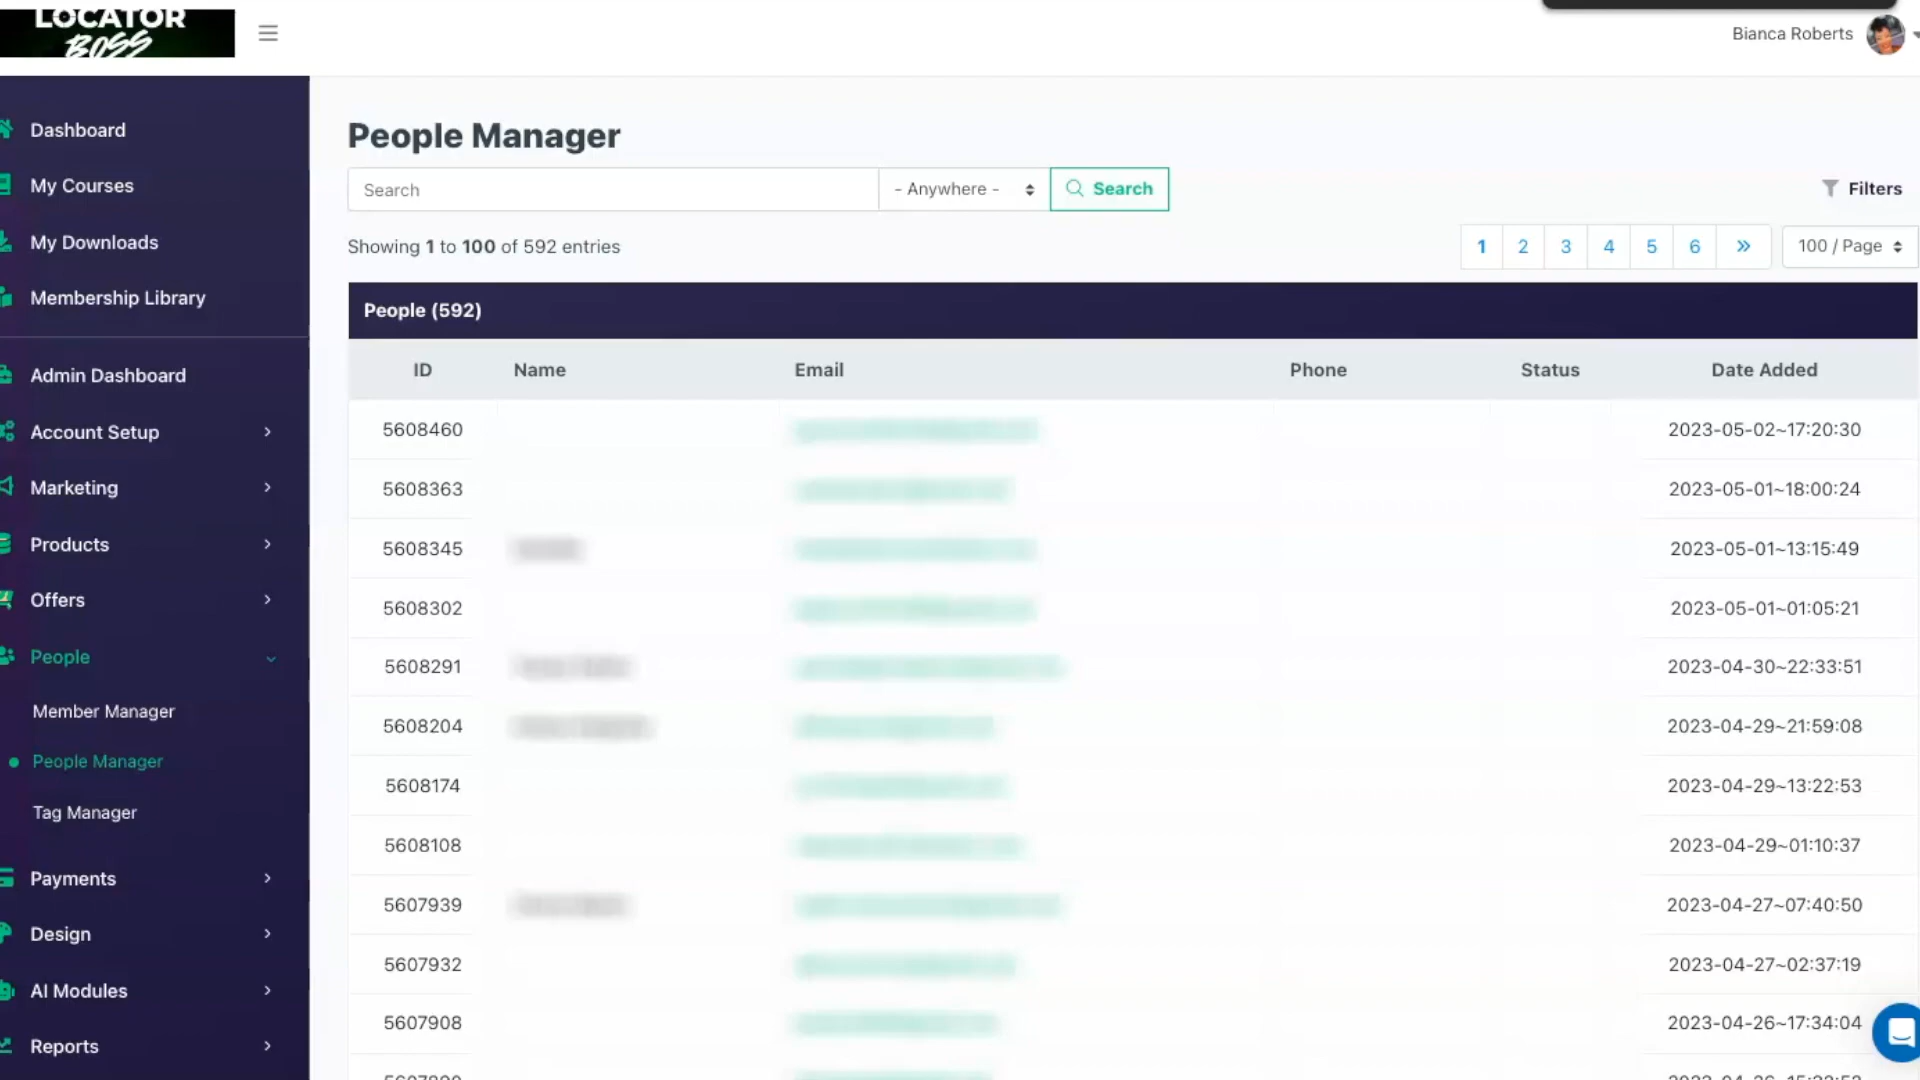 LOCATOR
BOSS
Bianca Roberts
Dashboard
My Courses
My Downloads
Membership Library
Admin Dashboard
Account Setup
Marketing
Products
Offers
People
Member Manager
People Manager
Tag Manager
Payments
Design
AI Modules
Reports
People Manager
Search
- Anywhere -
Search
Filters
Showing 1 to 100 of 592 entries
1 2 3 4 5 6 »
100 / Page
People (592)
ID Name Email Phone Status Date Added
5608460 2023-05-02~17:20:30
5608363 2023-05-01~18:00:24
5608345 2023-05-01~13:15:49
5608302 2023-05-01~01:05:21
5608291 2023-04-30~22:33:51
5608204 2023-04-29~21:59:08
5608174 2023-04-29~13:22:53
5608108 2023-04-29~01:10:37
5607939 2023-04-27~07:40:50
5607932 2023-04-27~02:37:19
5607908 2023-04-26~17:34:04